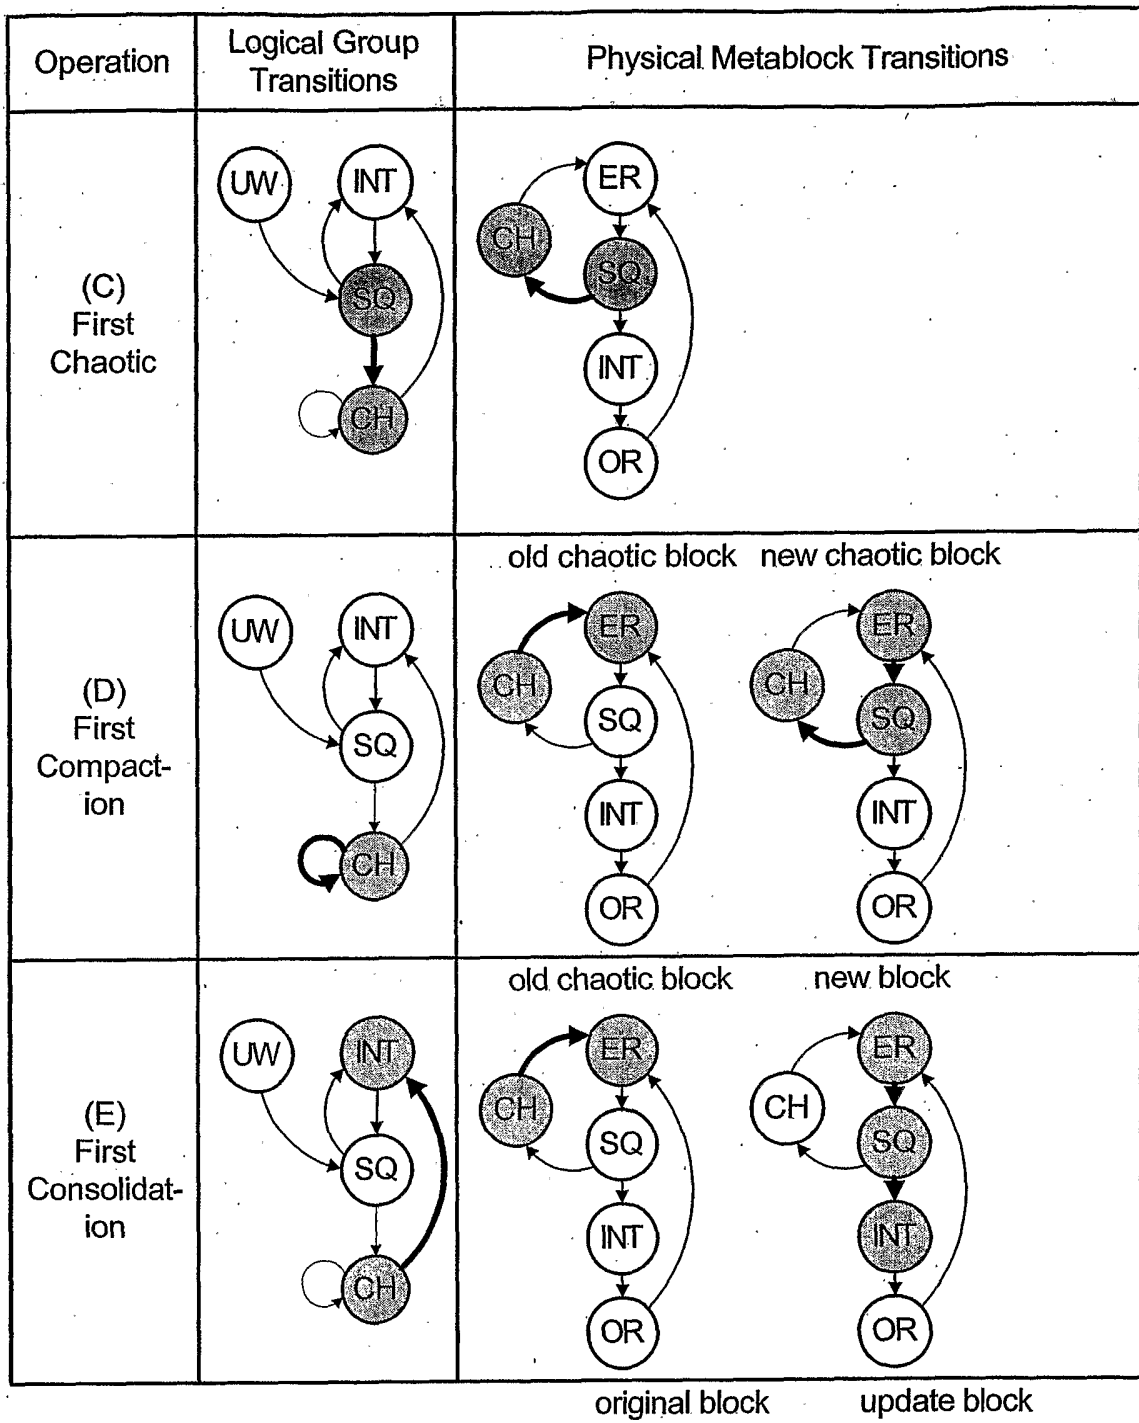 Operation
Logical Group
Transitions
Physical Metablock Transitions
(C)
First
Chaotic
UW
INT
SQ
CH
ER
CH
SQ
INT
OR
(D)
First
Compact-
ion
UW
INT
SQ
CH
old chaotic block
ER
CH
SQ
INT
OR
new chaotic block
ER
CH
SQ
INT
OR
(E)
First
Consolidat-
ion
UW
INT
SQ
CH
old chaotic block
ER
CH
SQ
INT
OR
new block
ER
CH
SQ
INT
OR
original block
update block